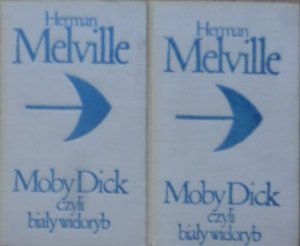 Herman
Melville
Moby Dick
czyli
biały wieloryb
Herman
Melville
Moby Dick
czyli
biały wieloryb